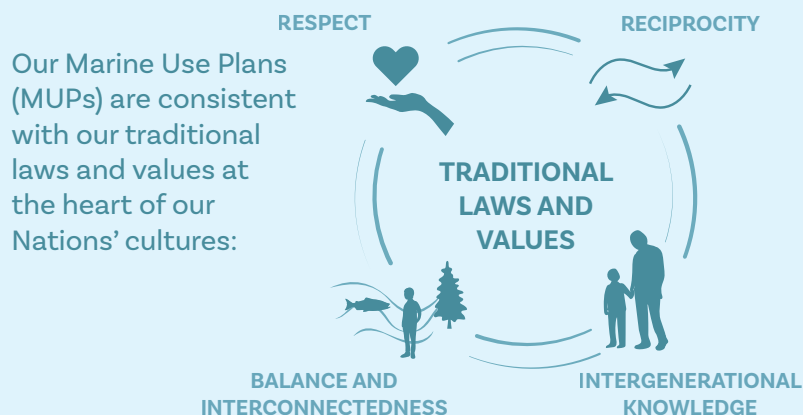 RESPECT
RECIPROCITY
Our Marine Use Plans
(MUPs) are consistent
with our traditional
laws and values at
the heart of our
Nations’ cultures:
TRADITIONAL
LAWS AND
VALUES
BALANCE AND
INTERCONNECTEDNESS
INTERGENERATIONAL
KNOWLEDGE